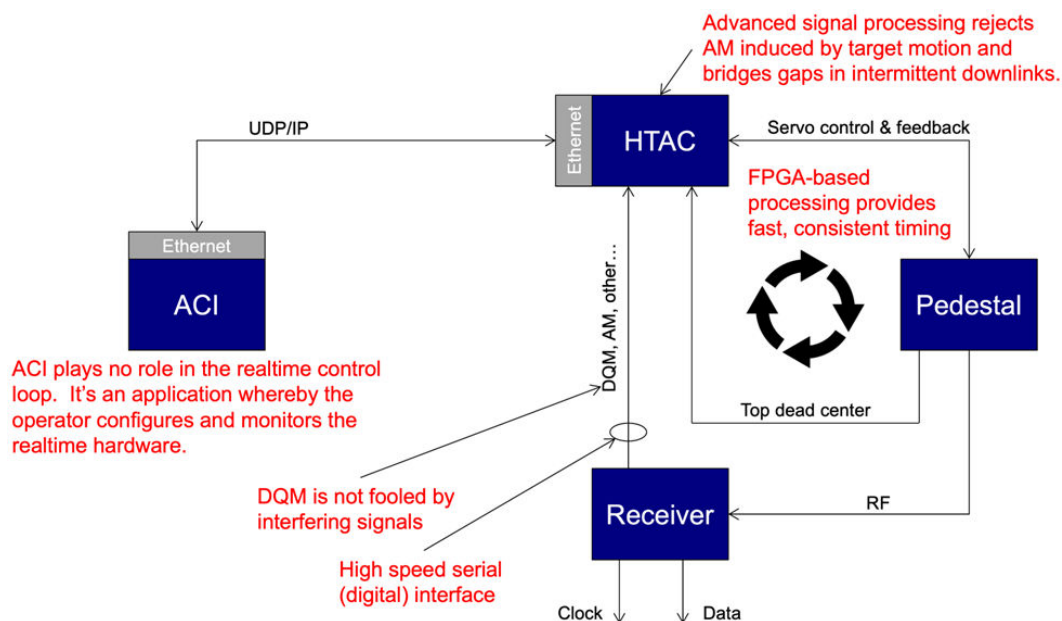 Advanced signal processing rejects
AM induced by target motion and
bridges gaps in intermittent downlinks.
UDP/IP
Ethernet
HTAC
Servo control & feedback
FPGA-based
processing provides
fast, consistent timing
Ethernet
ACI
DQM, AM, other…
Pedestal
ACI plays no role in the realtime control
loop.  It's an application whereby the
operator configures and monitors the
realtime hardware.
Top dead center
DQM is not fooled by
interfering signals
Receiver
RF
High speed serial
(digital) interface
Clock
Data